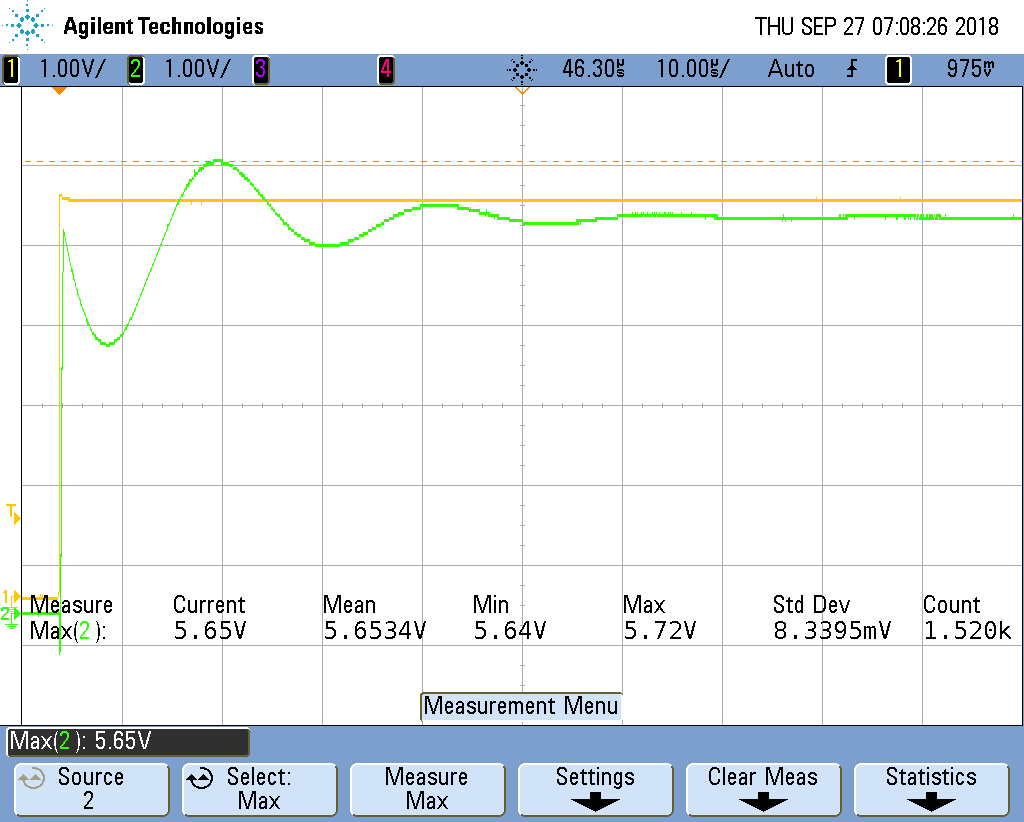 Agilent Technologies THU SEP 27 07:08:26 2018
1 1.00V/ 2 1.00V/ 3 4 46.30µs 10.00µs/ Auto 1 975mV
T
1
Measure Current Mean Min Max Std Dev Count
2
Max(2): 5.65V 5.6534V 5.64V 5.72V 8.3395mV 1.520k
Measurement Menu
Max(2): 5.65V
Source Select: Measure Settings Clear Meas Statistics
2 Max Max